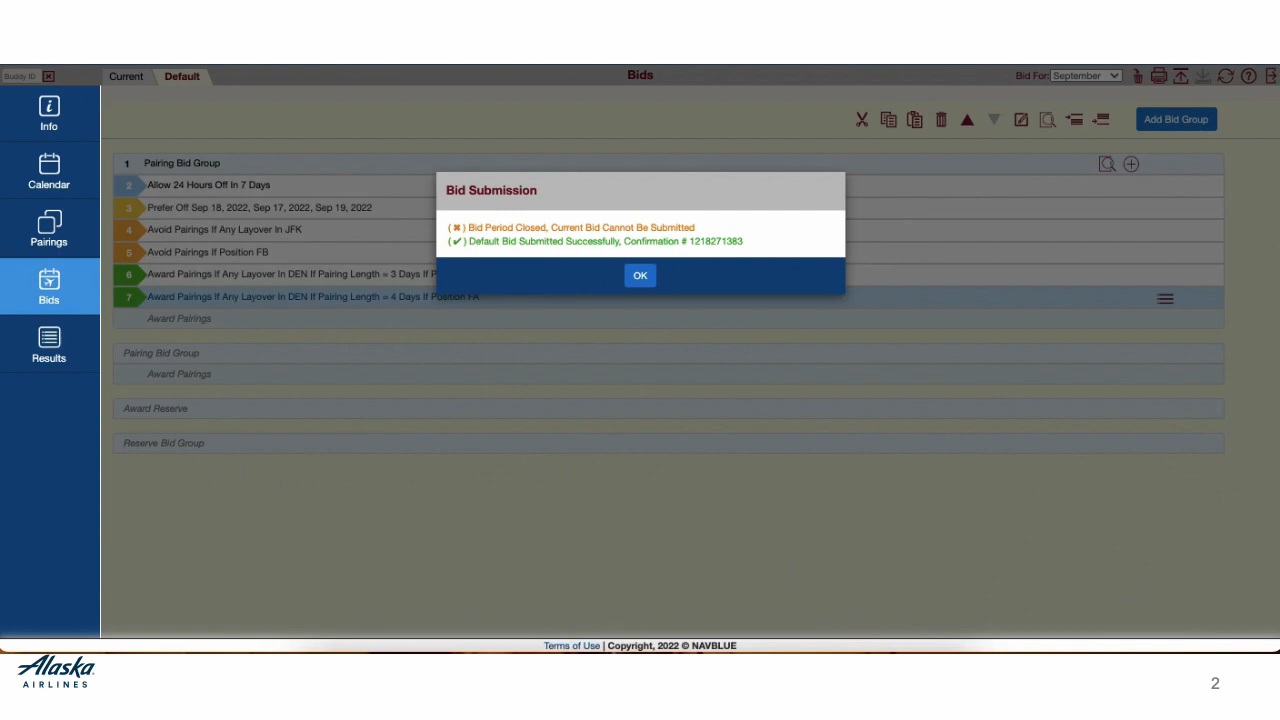 Buddy ID
Current
Default
Bids
Bid For: September
Info
Calendar
Pairings
Bids
Results
Add Bid Group
1 Pairing Bid Group
2 Allow 24 Hours Off In 7 Days
3 Prefer Off Sep 18, 2022, Sep 17, 2022, Sep 19, 2022
4 Avoid Pairings If Any Layover In JFK
5 Avoid Pairings If Position FB
6 Award Pairings If Any Layover In DEN If Pairing Length = 3 Days If P
7 Award Pairings If Any Layover In DEN If Pairing Length = 4 Days If Position FA
Award Pairings
Pairing Bid Group
Award Pairings
Award Reserve
Reserve Bid Group
Bid Submission
( ✖ ) Bid Period Closed, Current Bid Cannot Be Submitted
( ✔ ) Default Bid Submitted Successfully, Confirmation # 1218271383
OK
Terms of Use | Copyright, 2022 © NAVBLUE
Alaska
AIRLINES
2